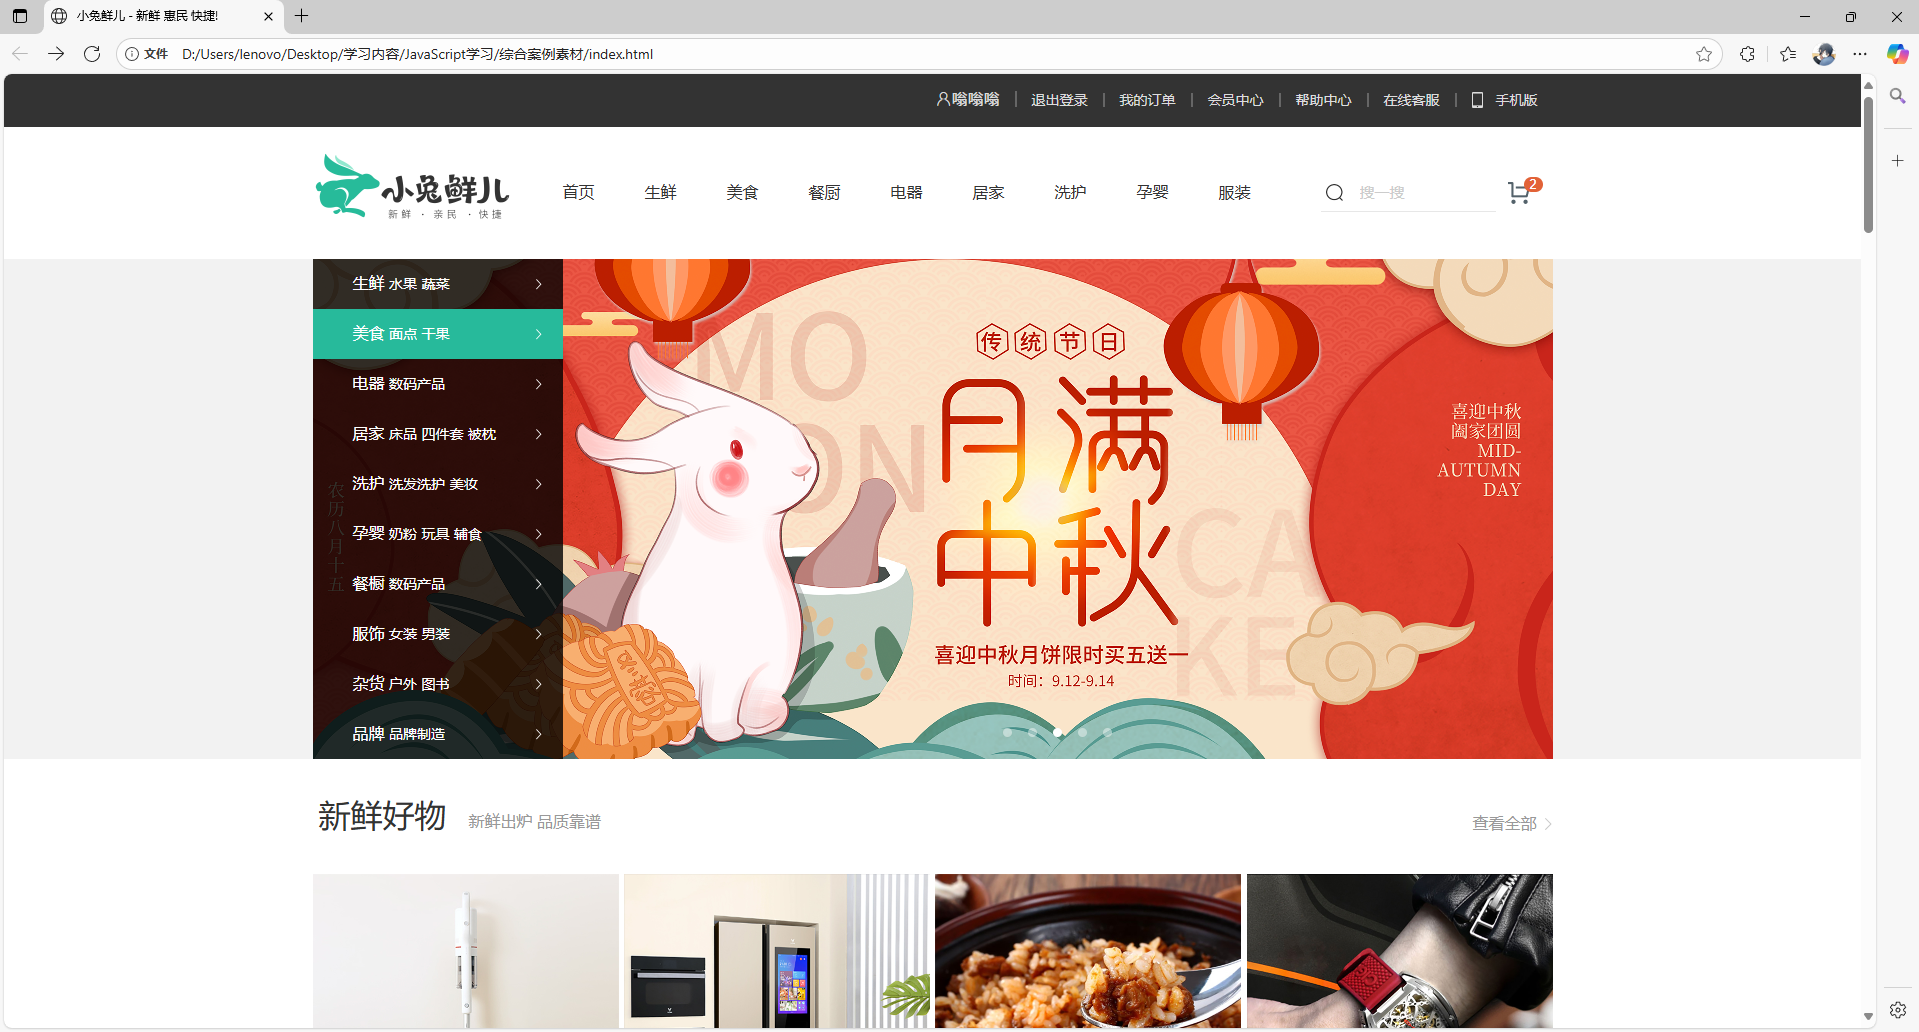 小兔鲜儿 - 新鲜 惠民 快捷!
文件 D:/Users/lenovo/Desktop/学习内容/JavaScript学习/综合案例素材/index.html
嗡嗡嗡 退出登录 我的订单 会员中心 帮助中心 在线客服 手机版
小兔鲜儿
新鲜 · 亲民 · 快捷
首页 生鲜 美食 餐厨 电器 居家 洗护 孕婴 服装
搜一搜
2
生鲜 水果 蔬菜
美食 面点 干果
电器 数码产品
居家 床品 四件套 被枕
洗护 洗发洗护 美妆
孕婴 奶粉 玩具 辅食
餐橱 数码产品
服饰 女装 男装
杂货 户外 图书
品牌 品牌制造
农历八月十五
MO
ON
传统节日
月满
中秋
CA
KE
喜迎中秋月饼限时买五送一
时间：9.12-9.14
喜迎中秋
阖家团圆
MID-
AUTUMN
DAY
新鲜好物 新鲜出炉 品质靠谱
查看全部